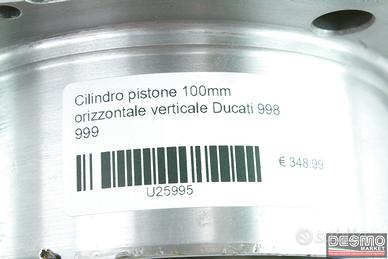 Cilindro pistone 100mm
orizzontale verticale Ducati 998
999
€ 348.99
U25995
DESMO
MARKET